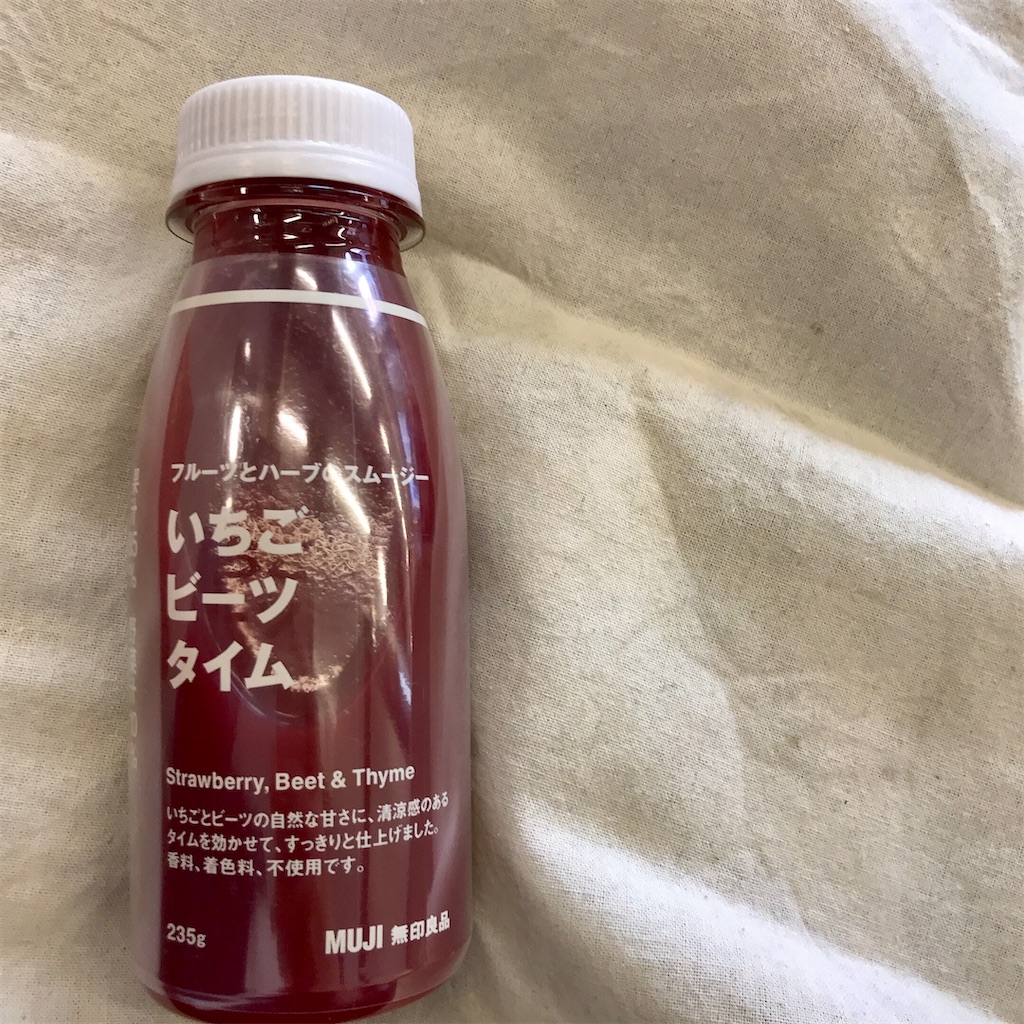 フルーツとハーブのスムージー
いちご
ビーツ
タイム
Strawberry, Beet & Thyme
いちごとビーツの自然な甘さに、清涼感のある
タイムを効かせて、すっきりと仕上げました。
香料、着色料、不使用です。
235g
MUJI 無印良品